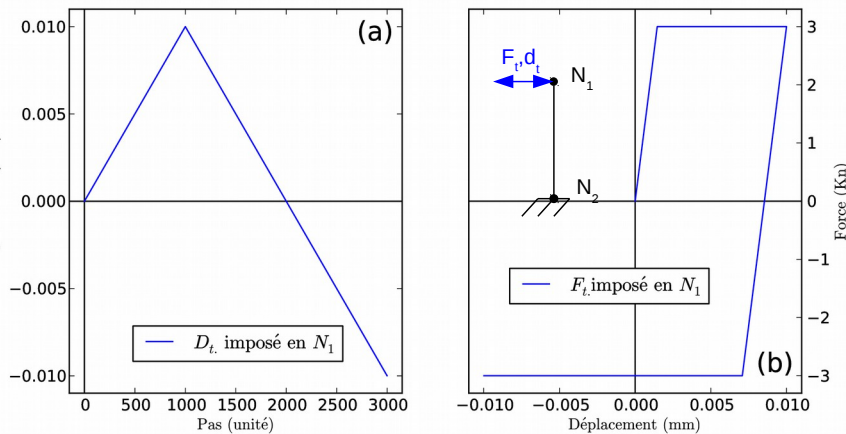 (a)
0.010
0.005
0.000
−0.005
−0.010
0 500 1000 1500 2000 2500 3000
Pas (unité)
D_t. imposé en N_1
F_t,d_t
N_1
N_2
F_t. imposé en N_1
(b)
3
2
1
0
−1
−2
−3
Force (Kn)
−0.010 −0.005 0.000 0.005 0.010
Déplacement (mm)